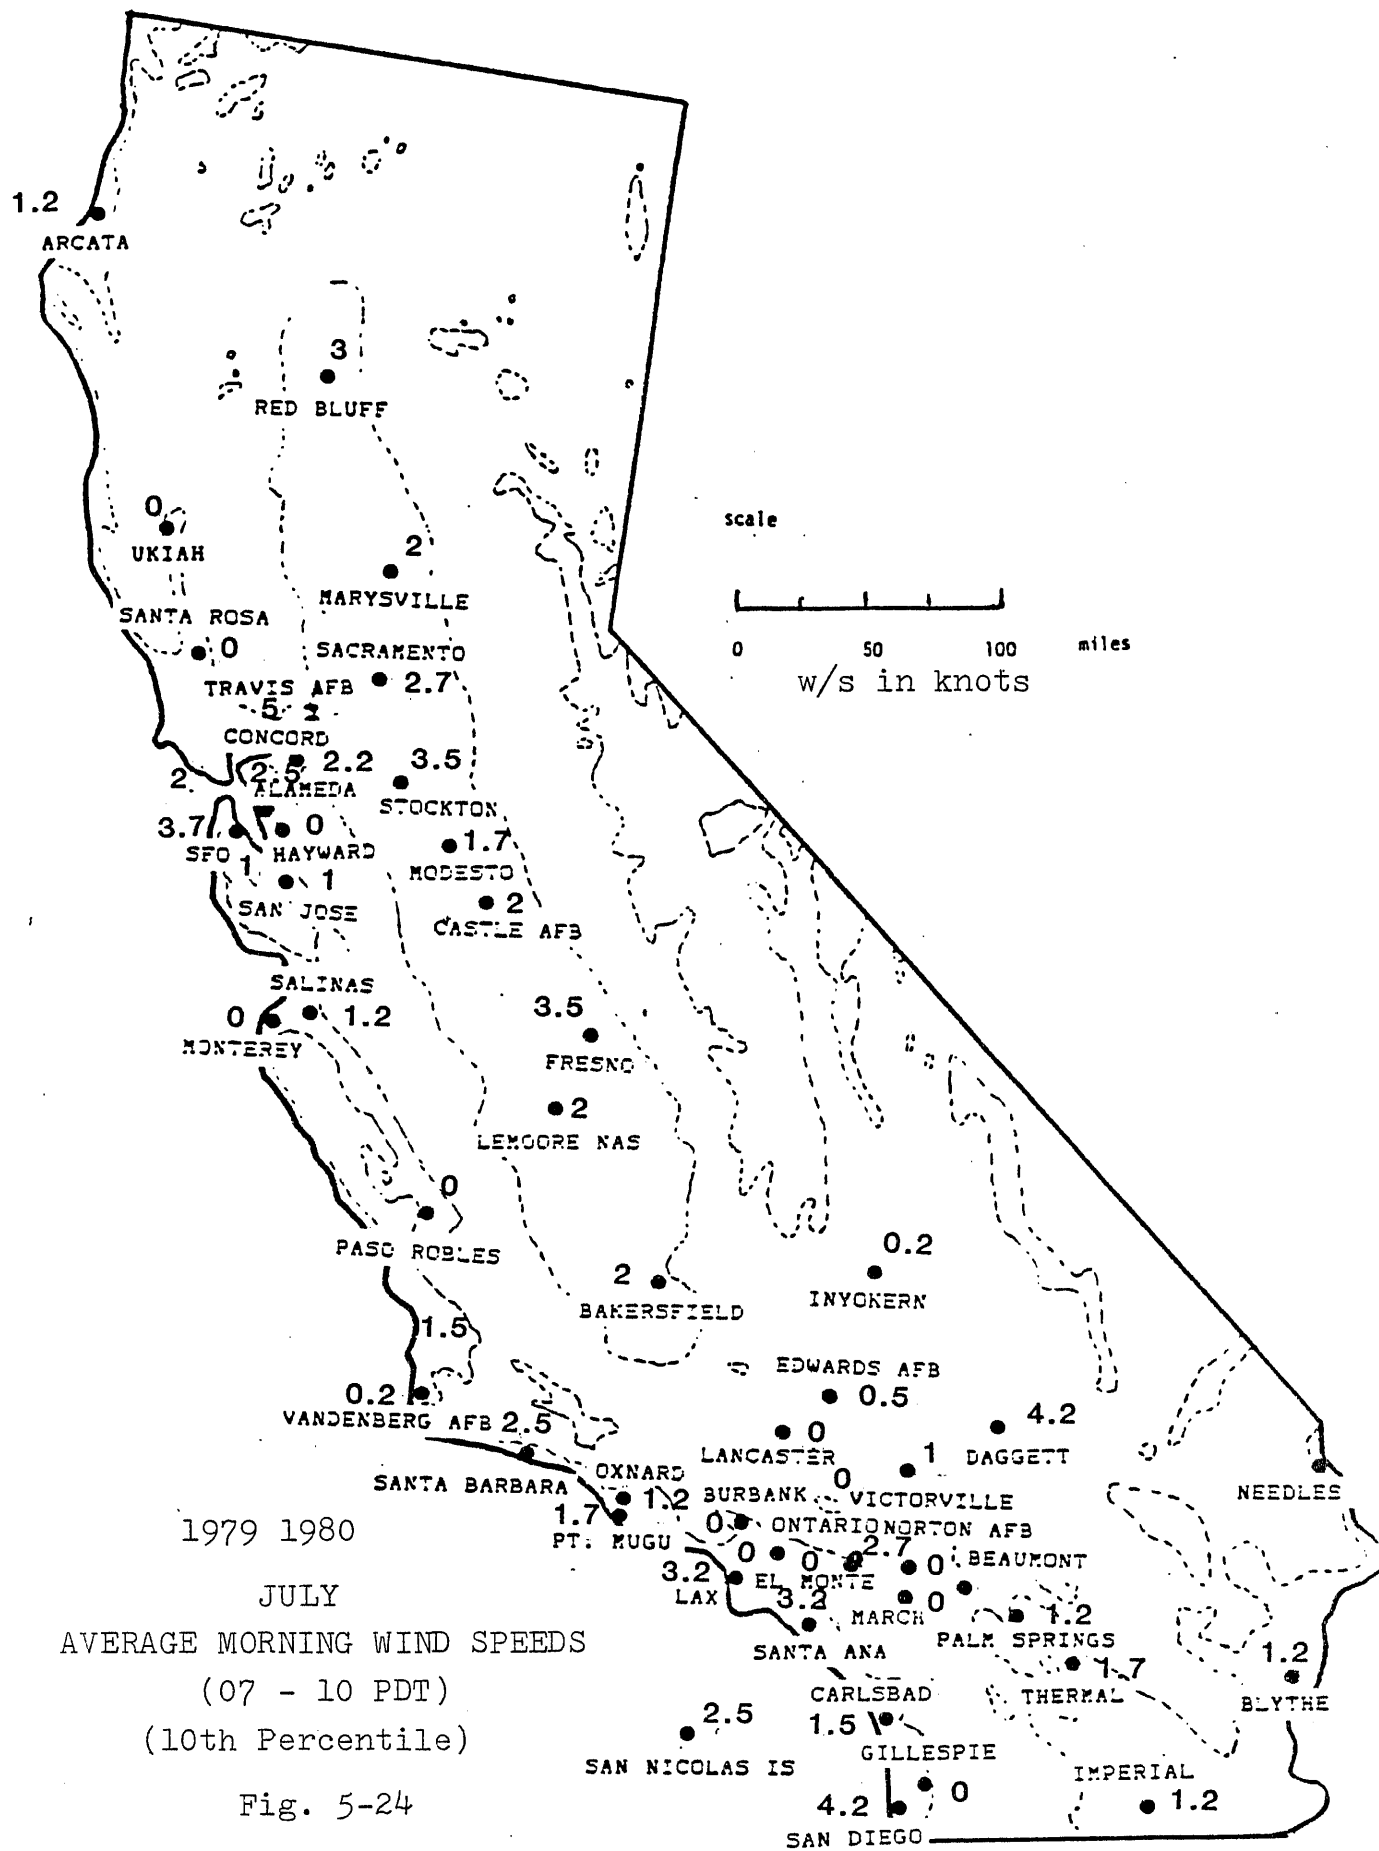 1.2
ARCATA
3
RED BLUFF
0
UKIAH
2
MARYSVILLE
scale
0 50 100 miles
w/s in knots
SANTA ROSA
0
SACRAMENTO
2.7
TRAVIS AFB
5
CONCORD
2.2
2
2.5
ALAMEDA
3.5
STOCKTON
3.7
SFO
0
HAYWARD
1.7
MODESTO
1
1
SAN JOSE
2
CASTLE AFB
SALINAS
1.2
0
MONTEREY
3.5
FRESNO
2
LEMOORE NAS
0
PASO ROBLES
2
BAKERSFIELD
0.2
INYOKERN
1.5
0.2
VANDENBERG AFB
2.5
SANTA BARBARA
EDWARDS AFB
0.5
0
LANCASTER
4.2
DAGGETT
1
VICTORVILLE
0
NEEDLES
OXNARD
1.2
1.7
PT. MUGU
BURBANK
0
ONTARIO
NORTON AFB
0
0
2.7
0
EL MONTE
BEAUMONT
3.2
LAX
3.2
SANTA ANA
0
MARCH
1.2
PALM SPRINGS
1.7
THERMAL
1.2
BLYTHE
CARLSBAD
1.5
2.5
SAN NICOLAS IS
GILLESPIE
0
4.2
SAN DIEGO
IMPERIAL
1.2
1979 1980
JULY
AVERAGE MORNING WIND SPEEDS
(07 - 10 PDT)
(10th Percentile)
Fig. 5-24